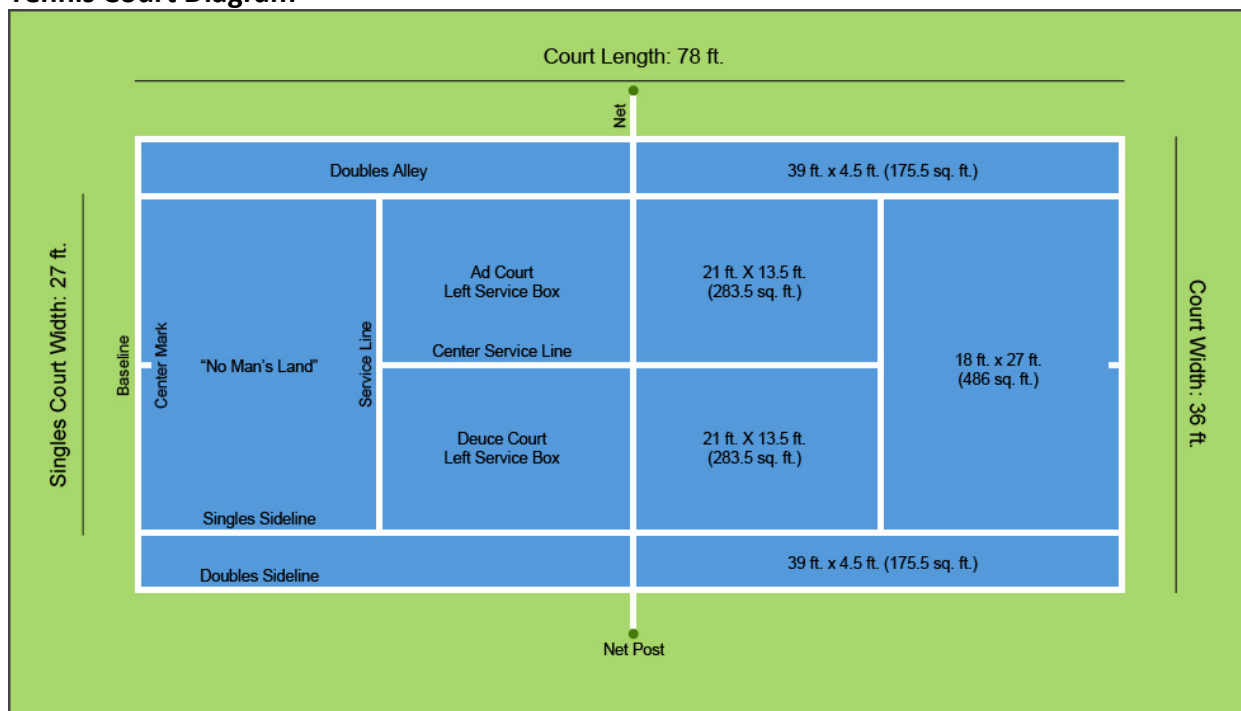 Tennis Court Diagram
Court Length: 78 ft.
Net
Doubles Alley
39 ft. x 4.5 ft. (175.5 sq. ft.)
Singles Court Width: 27 ft.
Court Width: 36 ft.
Ad Court
Left Service Box
21 ft. X 13.5 ft.
(283.5 sq. ft.)
Baseline
Center Mark
"No Man's Land"
Service Line
Center Service Line
18 ft. x 27 ft.
(486 sq. ft.)
Deuce Court
Left Service Box
21 ft. X 13.5 ft.
(283.5 sq. ft.)
Singles Sideline
Doubles Sideline
39 ft. x 4.5 ft. (175.5 sq. ft.)
Net Post